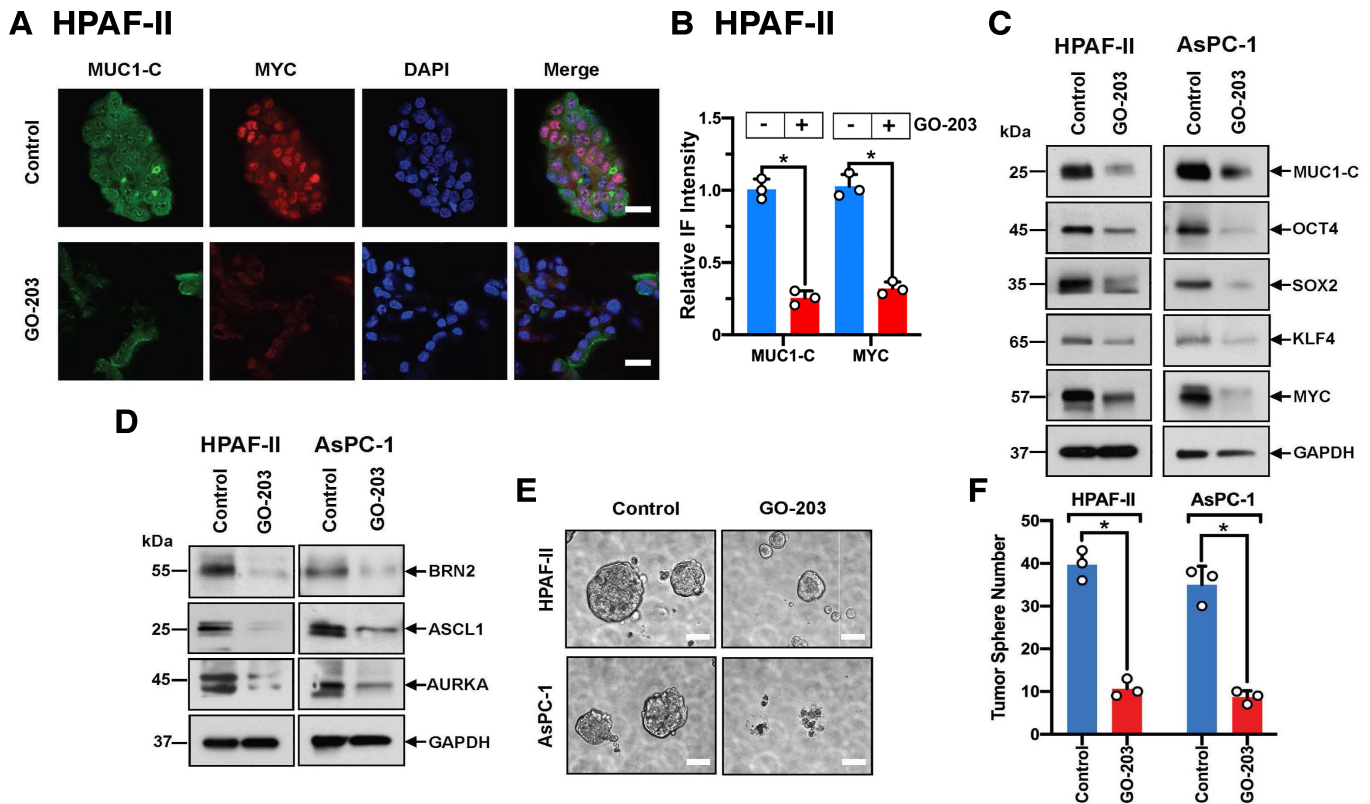 A HPAF-II
MUC1-C MYC DAPI Merge
Control
GO-203
B HPAF-II
- + - + GO-203
Relative IF Intensity
1.5
1.0
0.5
0
MUC1-C MYC
C
HPAF-II AsPC-1
Control GO-203 Control GO-203
kDa
25 MUC1-C
45 OCT4
35 SOX2
65 KLF4
57 MYC
37 GAPDH
* *
D
HPAF-II AsPC-1
Control GO-203 Control GO-203
kDa
55 BRN2
25 ASCL1
45 AURKA
37 GAPDH
E
Control GO-203
HPAF-II
AsPC-1
F
HPAF-II AsPC-1
* *
Tumor Sphere Number
50
40
30
20
10
0
Control GO-203 Control GO-203